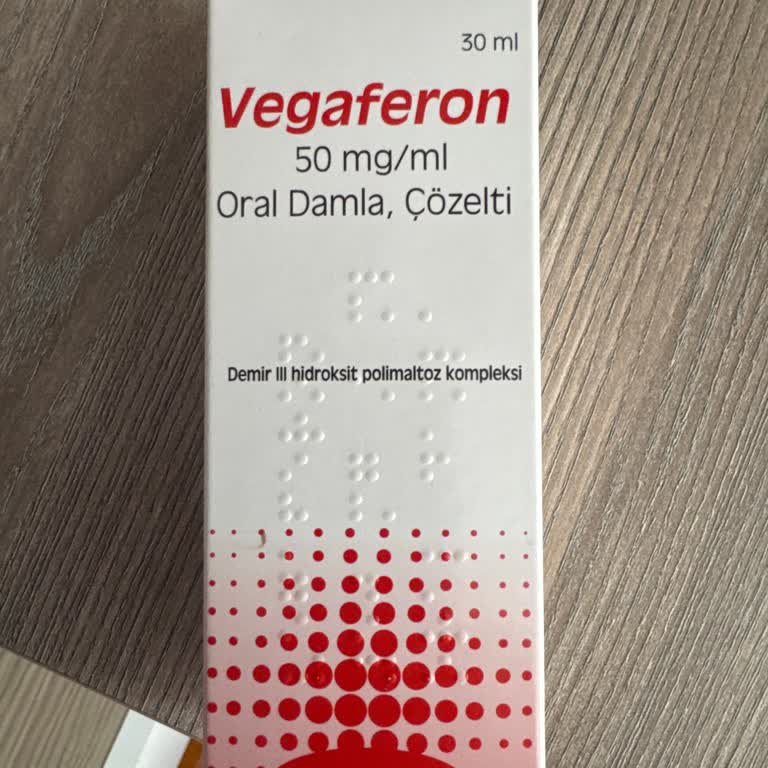 30 ml
Vegaferon
50 mg/ml
Oral Damla, Çözelti
Demir III hidroksit polimaltoz kompleksi